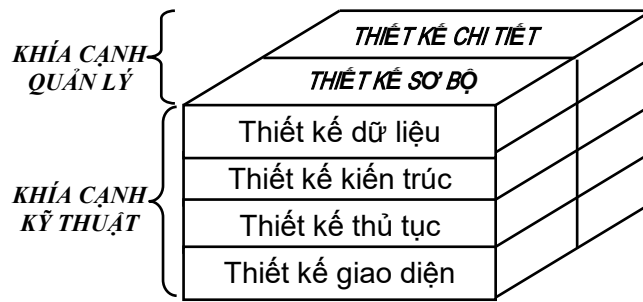 THIẾT KẾ CHI TIẾT
KHÍA CẠNH
QUẢN LÝ
THIẾT KẾ SƠ BỘ
Thiết kế dữ liệu
Thiết kế kiến trúc
KHÍA CẠNH
KỸ THUẬT
Thiết kế thủ tục
Thiết kế giao diện